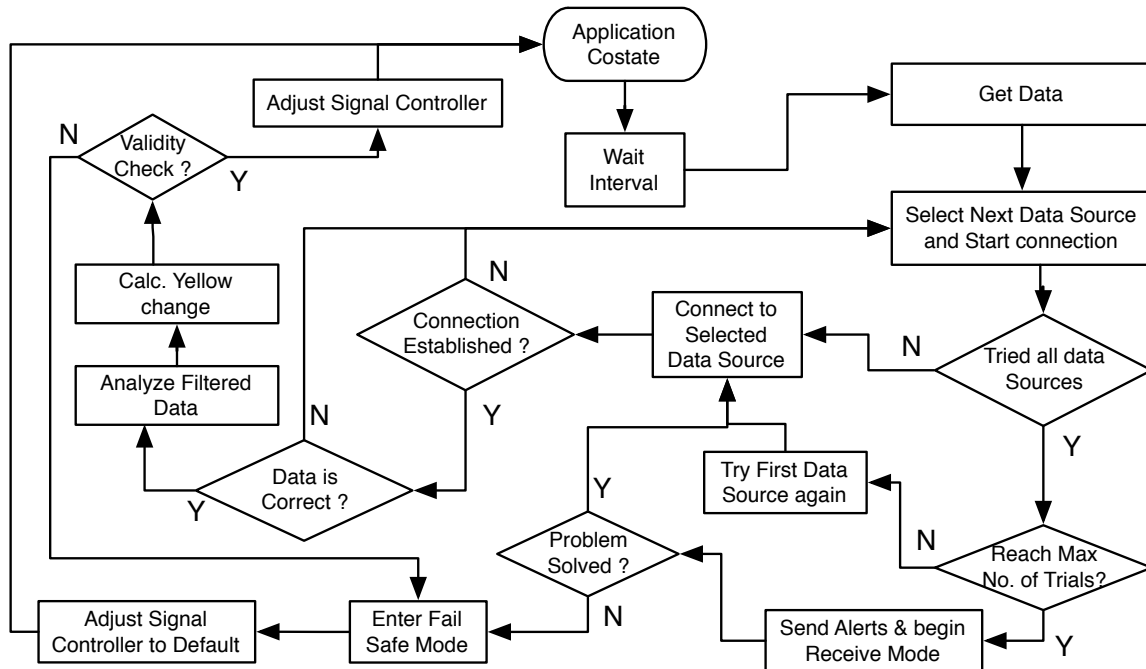 Application
Costate
Adjust Signal Controller
Get Data
N
Validity
Check ?
Y
Wait
Interval
Select Next Data Source
and Start connection
Calc. Yellow
change
N
Connection
Established ?
Connect to
Selected
Data Source
N
Tried all data
Sources
Analyze Filtered
Data
N
Y
Y
Data is
Correct ?
Y
Try First Data
Source again
Y
Problem
Solved ?
N
Reach Max
No. of Trials?
Adjust Signal
Controller to Default
Enter Fail
Safe Mode
N
Send Alerts & begin
Receive Mode
Y